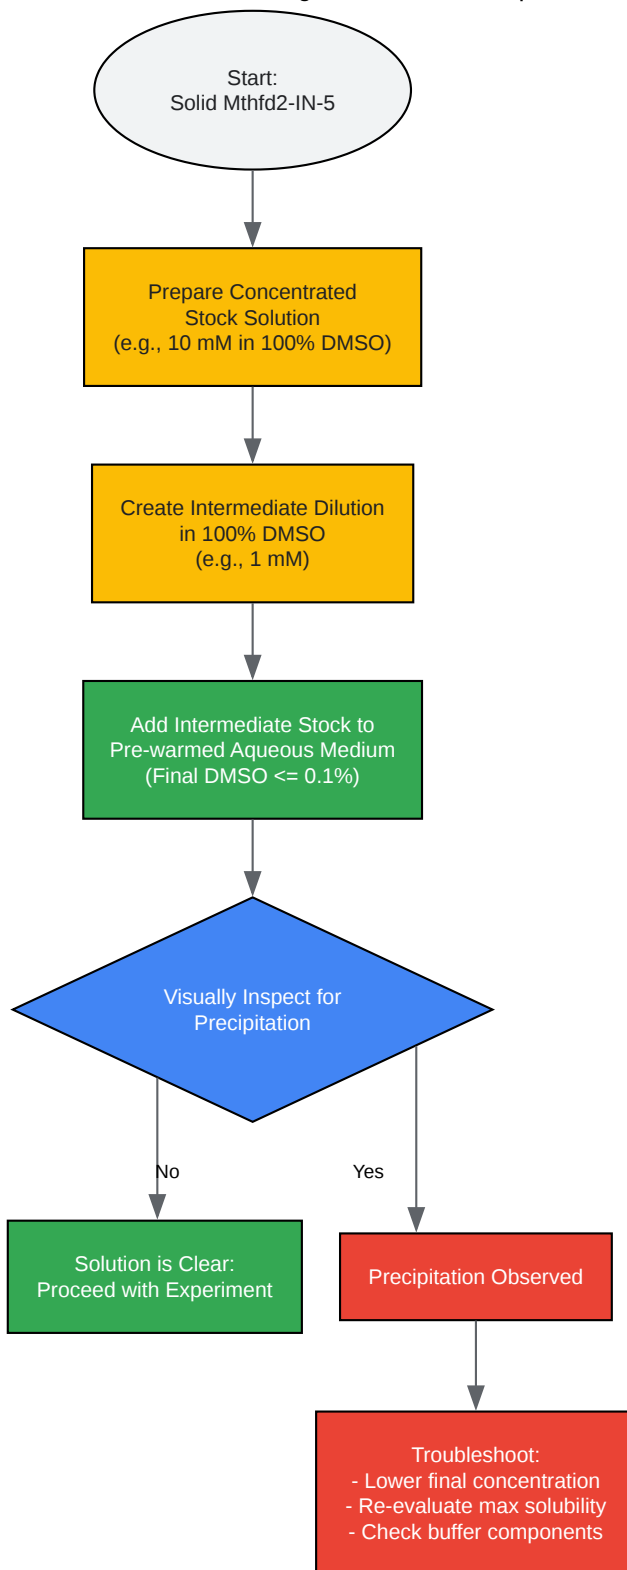 Start:
Solid Mthfd2-IN-5
Prepare Concentrated
Stock Solution
(e.g., 10 mM in 100% DMSO)
Create Intermediate Dilution
in 100% DMSO
(e.g., 1 mM)
Add Intermediate Stock to
Pre-warmed Aqueous Medium
(Final DMSO <= 0.1%)
Visually Inspect for
Precipitation
No
Yes
Solution is Clear:
Proceed with Experiment
Precipitation Observed
Troubleshoot:
- Lower final concentration
- Re-evaluate max solubility
- Check buffer components